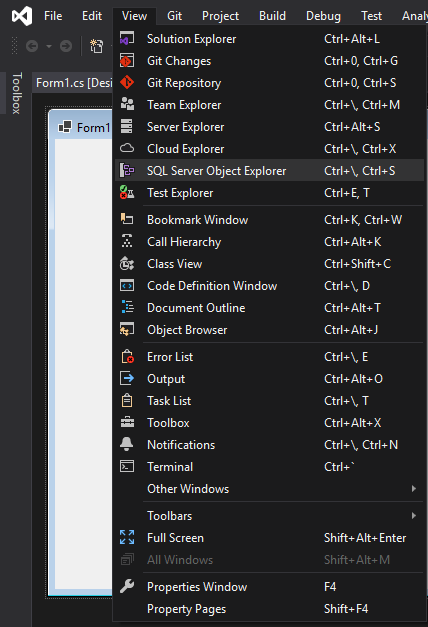 File Edit View Git Project Build Debug Test Analy
Toolbox
Form1.cs [Desi
Form1
Solution Explorer Ctrl+Alt+L
Git Changes Ctrl+0, Ctrl+G
Git Repository Ctrl+0, Ctrl+S
Team Explorer Ctrl+\, Ctrl+M
Server Explorer Ctrl+Alt+S
Cloud Explorer Ctrl+\, Ctrl+X
SQL Server Object Explorer Ctrl+\, Ctrl+S
Test Explorer Ctrl+E, T
Bookmark Window Ctrl+K, Ctrl+W
Call Hierarchy Ctrl+Alt+K
Class View Ctrl+Shift+C
Code Definition Window Ctrl+\, D
Document Outline Ctrl+Alt+T
Object Browser Ctrl+Alt+J
Error List Ctrl+\, E
Output Ctrl+Alt+O
Task List Ctrl+\, T
Toolbox Ctrl+Alt+X
Notifications Ctrl+\, Ctrl+N
Terminal Ctrl+`
Other Windows
Toolbars
Full Screen Shift+Alt+Enter
All Windows Shift+Alt+M
Properties Window F4
Property Pages Shift+F4